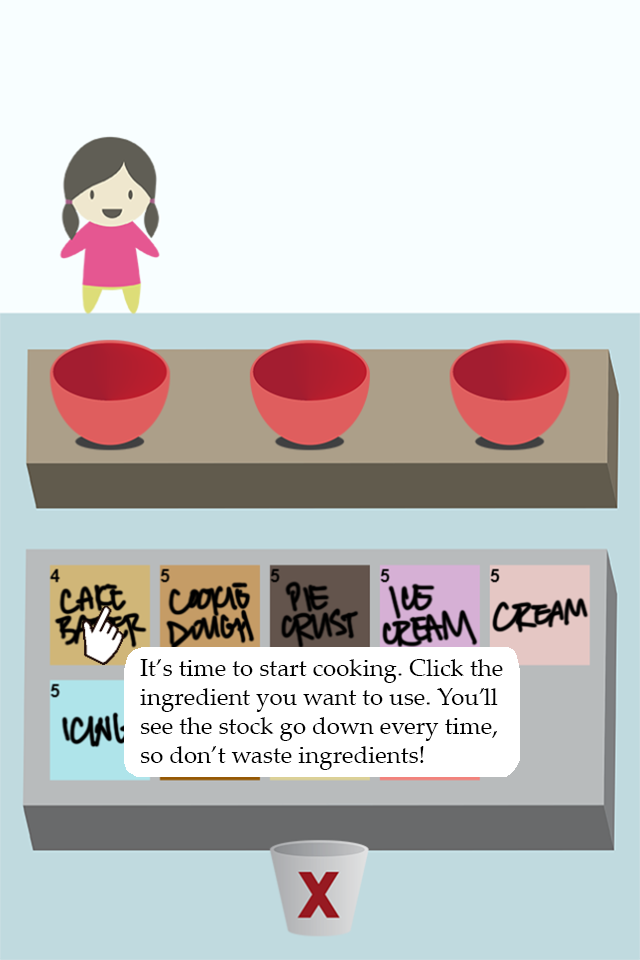 4 5 5 5 5
CAKE BATTER COOKIE DOUGH PIE CRUST ICE CREAM CREAM
5
ICING
It’s time to start cooking. Click the
ingredient you want to use. You’ll
see the stock go down every time,
so don’t waste ingredients!
X